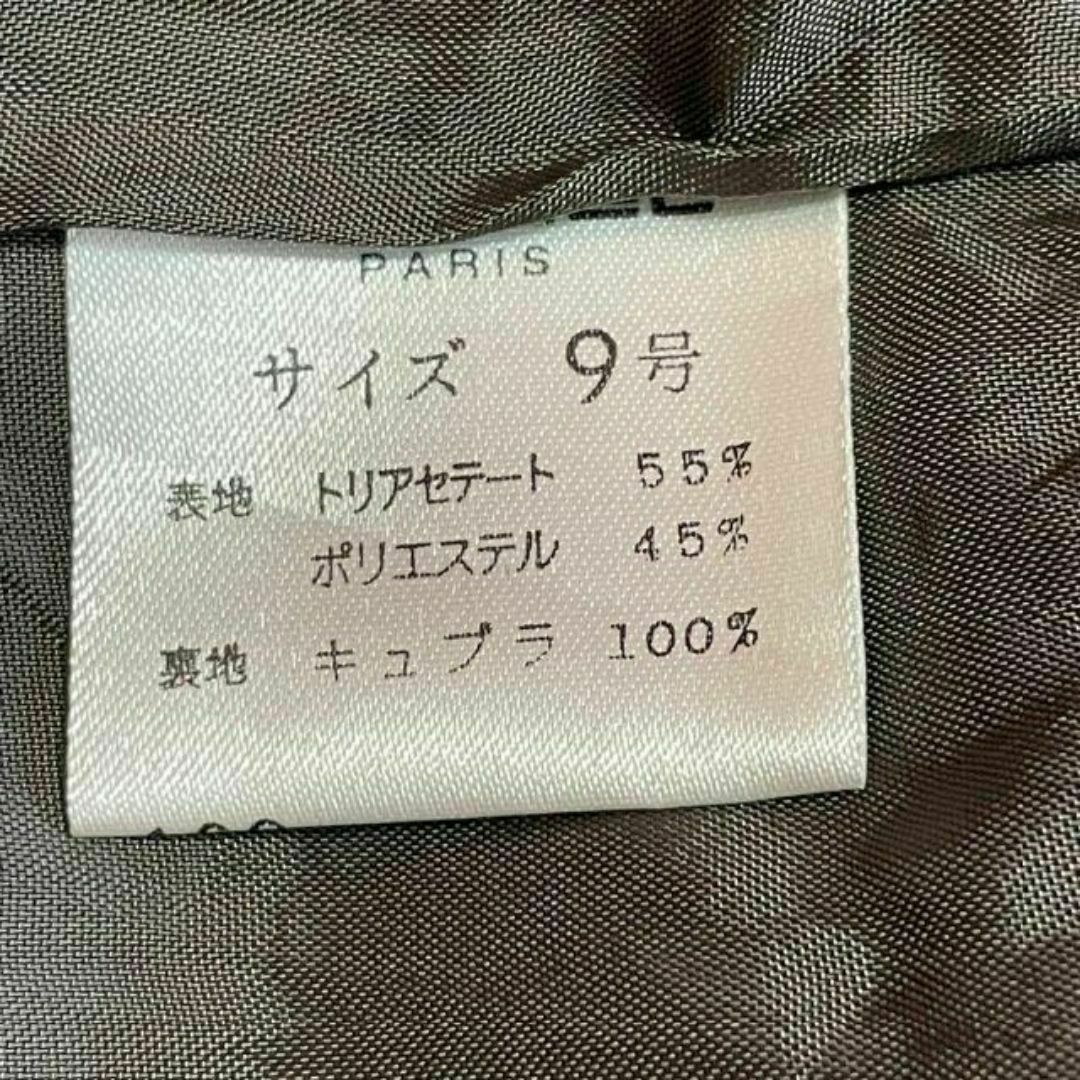 PARIS
サイズ 9号
表地 トリアセテート 55%
ポリエステル 45%
裏地 キュプラ 100%